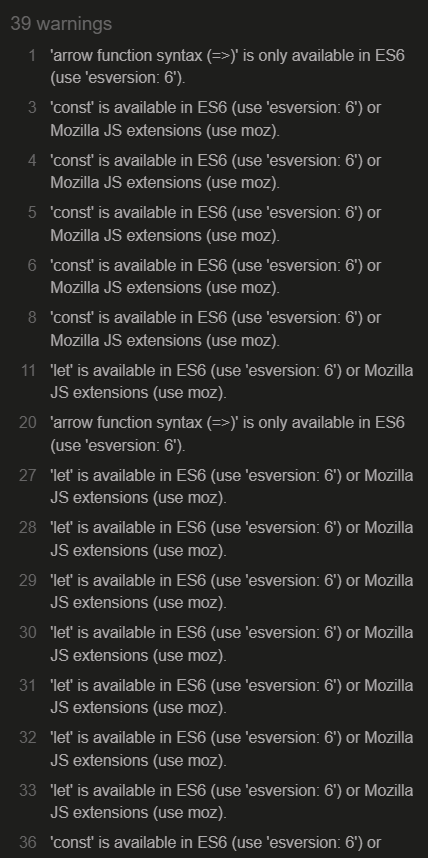 39 warnings
1 'arrow function syntax (=>)' is only available in ES6
(use 'esversion: 6').
3 'const' is available in ES6 (use 'esversion: 6') or
Mozilla JS extensions (use moz).
4 'const' is available in ES6 (use 'esversion: 6') or
Mozilla JS extensions (use moz).
5 'const' is available in ES6 (use 'esversion: 6') or
Mozilla JS extensions (use moz).
6 'const' is available in ES6 (use 'esversion: 6') or
Mozilla JS extensions (use moz).
8 'const' is available in ES6 (use 'esversion: 6') or
Mozilla JS extensions (use moz).
11 'let' is available in ES6 (use 'esversion: 6') or Mozilla
JS extensions (use moz).
20 'arrow function syntax (=>)' is only available in ES6
(use 'esversion: 6').
27 'let' is available in ES6 (use 'esversion: 6') or Mozilla
JS extensions (use moz).
28 'let' is available in ES6 (use 'esversion: 6') or Mozilla
JS extensions (use moz).
29 'let' is available in ES6 (use 'esversion: 6') or Mozilla
JS extensions (use moz).
30 'let' is available in ES6 (use 'esversion: 6') or Mozilla
JS extensions (use moz).
31 'let' is available in ES6 (use 'esversion: 6') or Mozilla
JS extensions (use moz).
32 'let' is available in ES6 (use 'esversion: 6') or Mozilla
JS extensions (use moz).
33 'let' is available in ES6 (use 'esversion: 6') or Mozilla
JS extensions (use moz).
36 'const' is available in ES6 (use 'esversion: 6') or